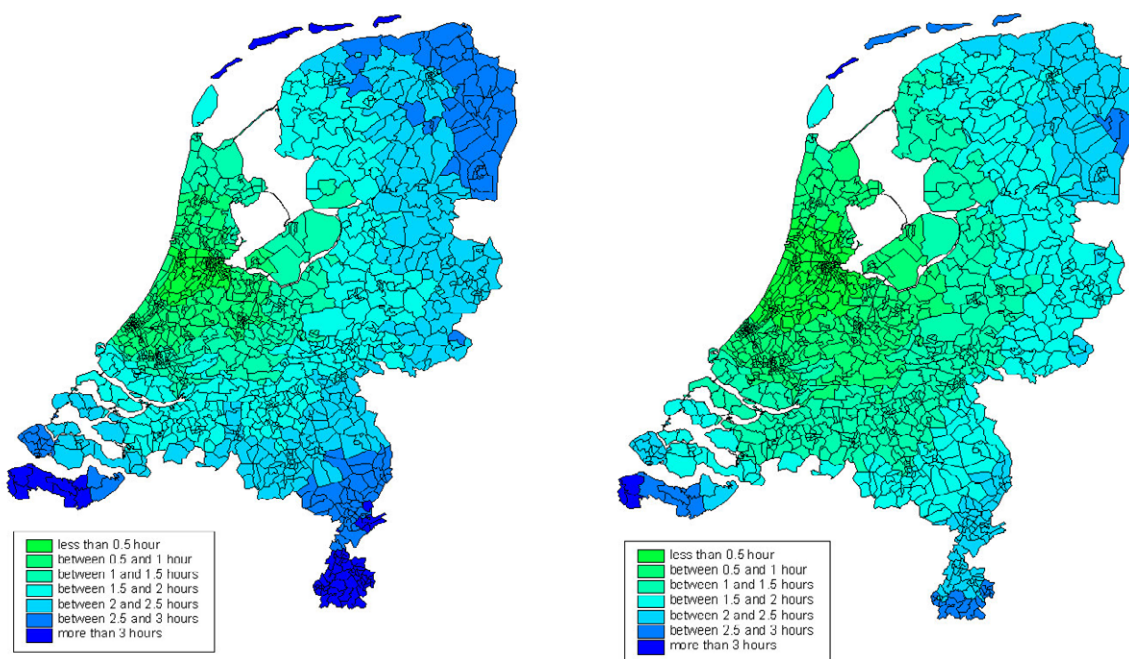 less than 0.5 hour
between 0.5 and 1 hour
between 1 and 1.5 hours
between 1.5 and 2 hours
between 2 and 2.5 hours
between 2.5 and 3 hours
more than 3 hours
less than 0.5 hour
between 0.5 and 1 hour
between 1 and 1.5 hours
between 1.5 and 2 hours
between 2 and 2.5 hours
between 2.5 and 3 hours
more than 3 hours